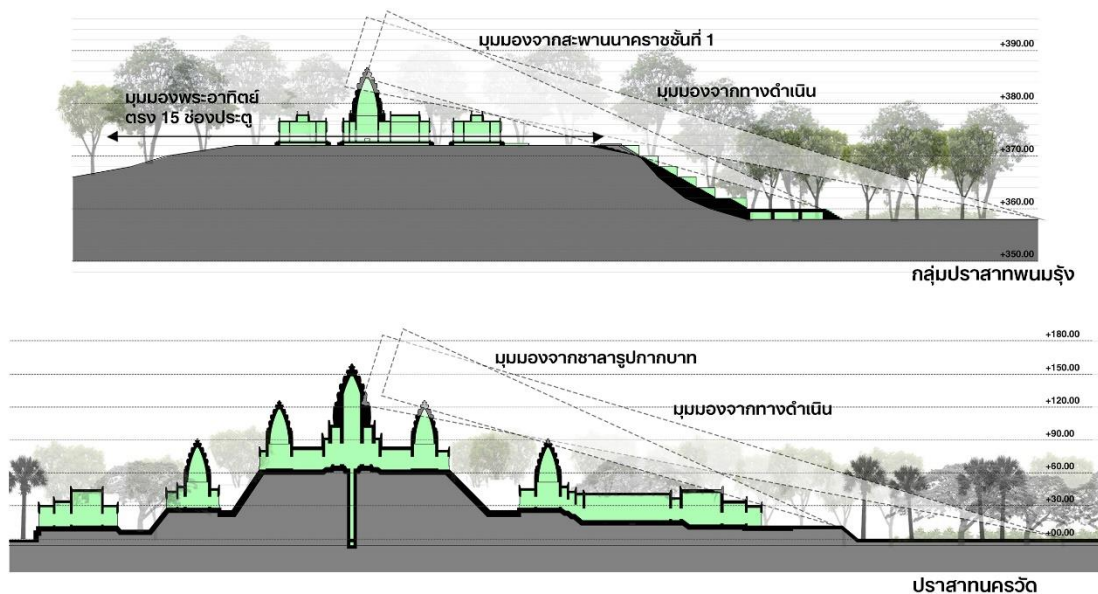 มุมมองจากสะพานนาคราชชั้นที่ 1
+390.00
มุมมองจากทางดำเนิน
มุมมองพระอาทิตย์
ตรง 15 ช่องประตู
+380.00
+370.00
+360.00
+350.00
กลุ่มปราสาทพนมรุ้ง
+180.00
มุมมองจากชาลารูปกากบาท
+150.00
+120.00
มุมมองจากทางดำเนิน
+90.00
+60.00
+30.00
+00.00
ปราสาทนครวัด